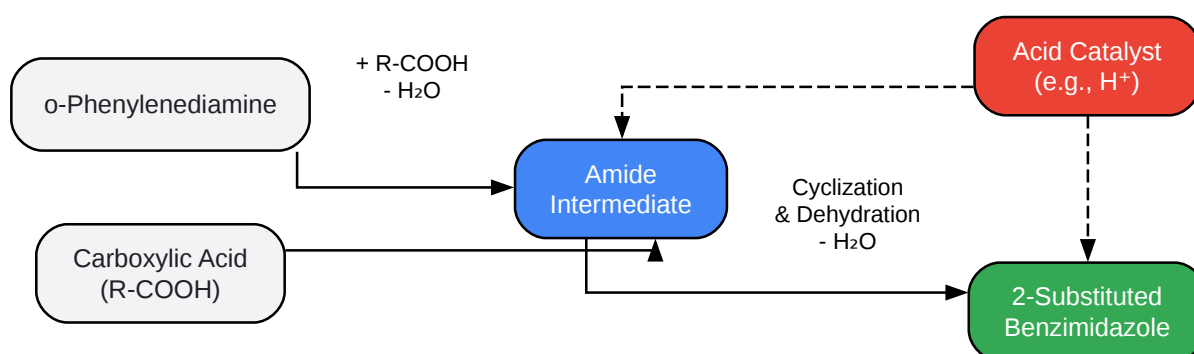 o-Phenylenediamine
+ R-COOH
- H₂O
Acid Catalyst
(e.g., H⁺)
Amide
Intermediate
Cyclization
& Dehydration
- H₂O
Carboxylic Acid
(R-COOH)
2-Substituted
Benzimidazole